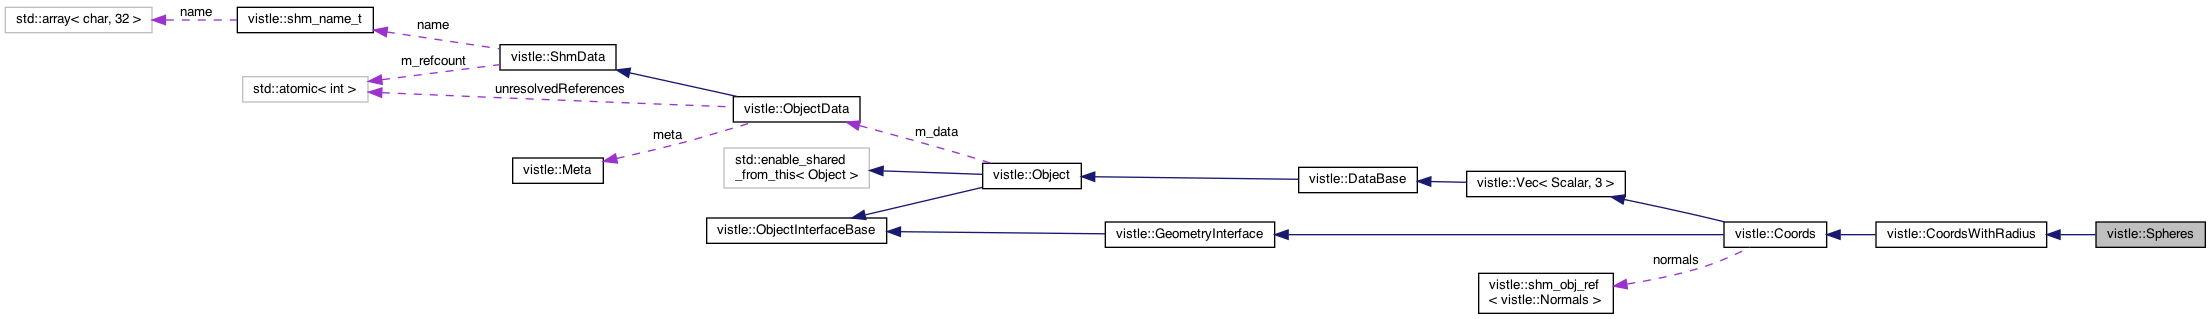 std::array< char, 32 >
name
vistle::shm_name_t
name
vistle::ShmData
m_refcount
std::atomic< int >
unresolvedReferences
vistle::ObjectData
meta
m_data
vistle::Meta
std::enable_shared
_from_this< Object >
vistle::Object
vistle::DataBase
vistle::Vec< Scalar, 3 >
vistle::ObjectInterfaceBase
vistle::GeometryInterface
vistle::Coords
vistle::CoordsWithRadius
vistle::Spheres
normals
vistle::shm_obj_ref
< vistle::Normals >